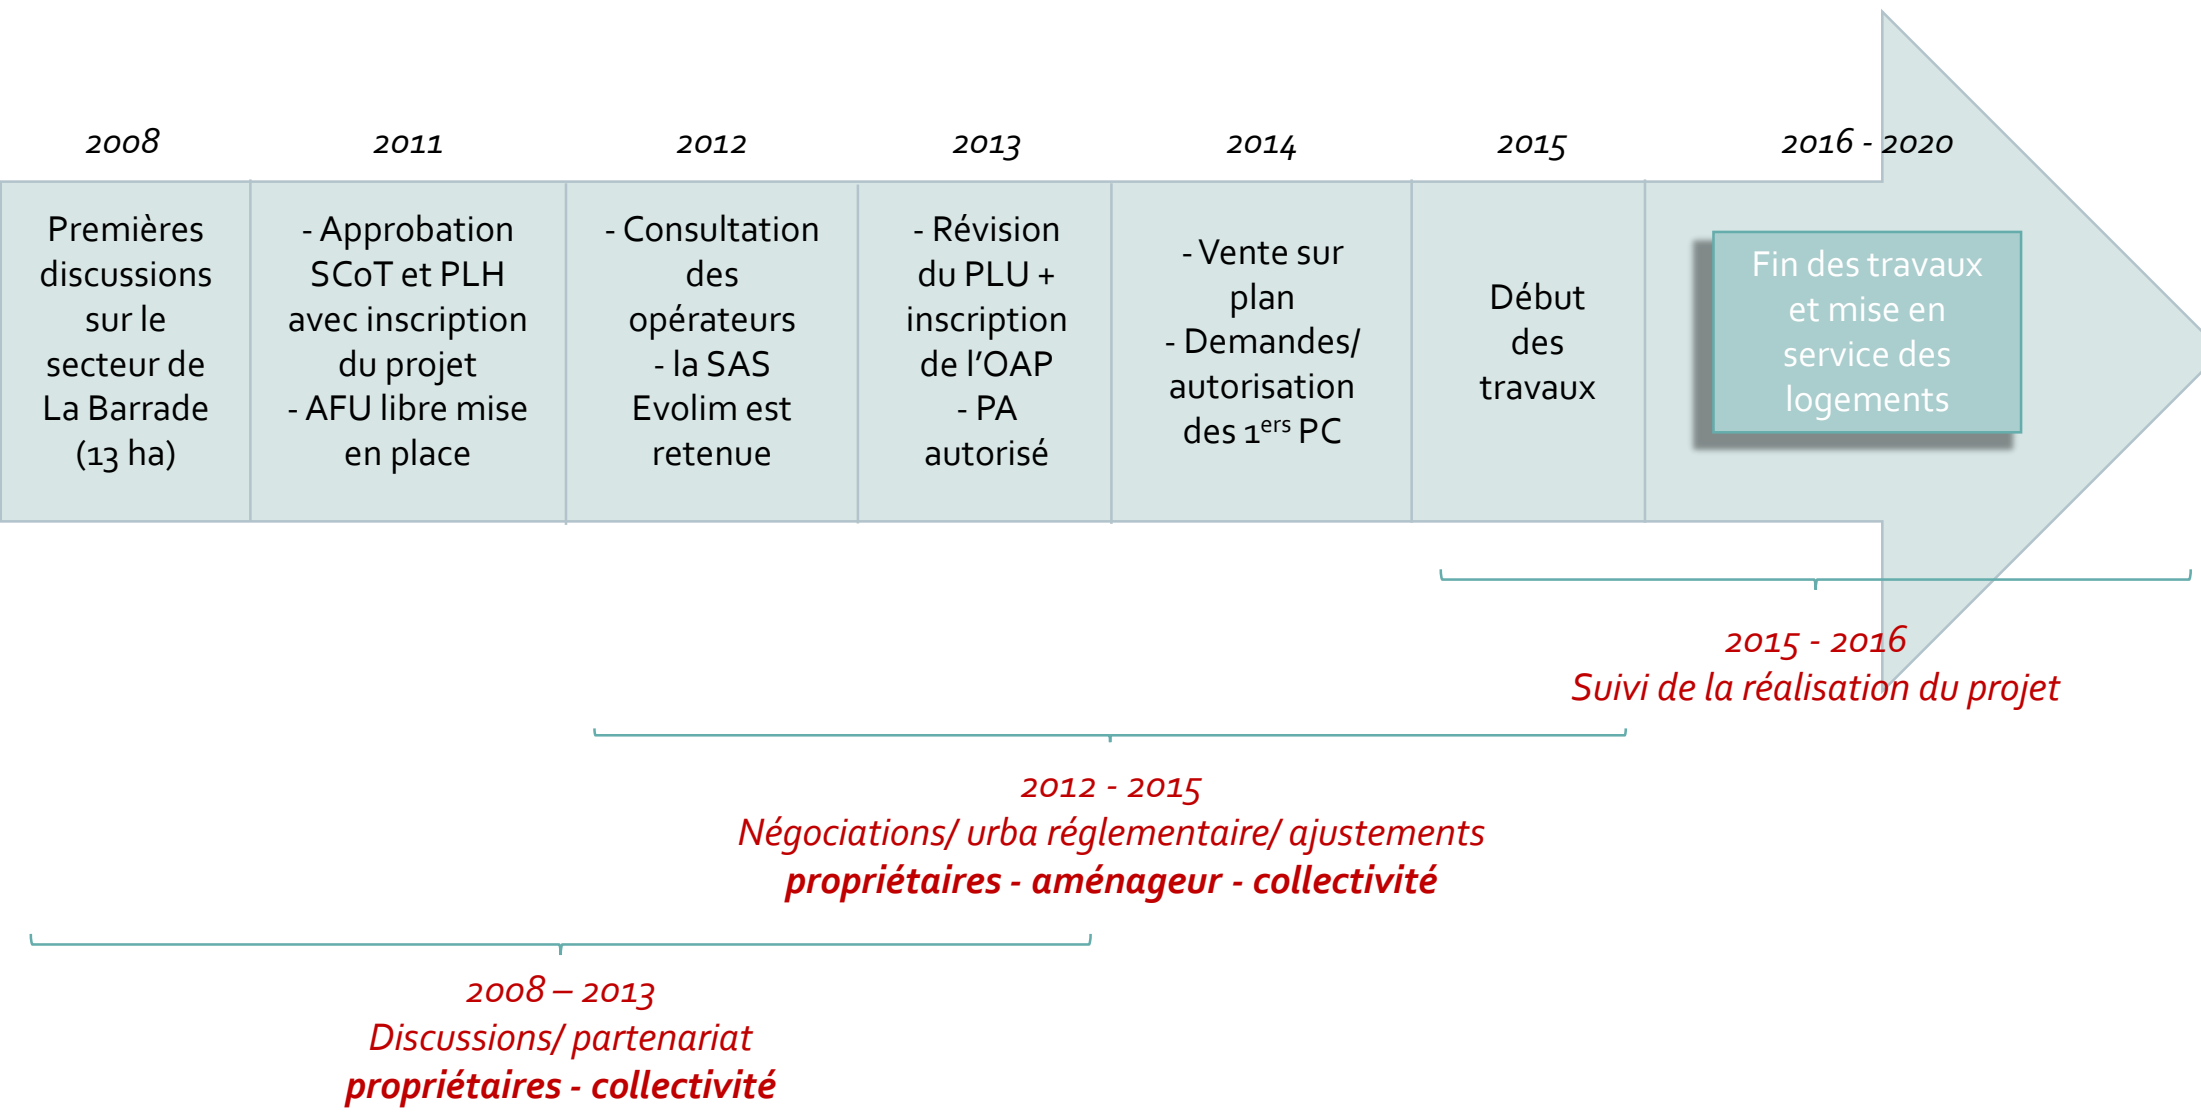 2008
2011
2012
2013
2014
2015
2016 - 2020
Premières
discussions
sur le
secteur de
La Barrade
(13 ha)
- Approbation
SCoT et PLH
avec inscription
du projet
- AFU libre mise
en place
- Consultation
des
opérateurs
- la SAS
Evolim est
retenue
- Révision
du PLU +
inscription
de l’OAP
- PA
autorisé
- Vente sur
plan
- Demandes/
autorisation
des 1ers PC
Début
des
travaux
Fin des travaux
et mise en
service des
logements
2015 - 2016
Suivi de la réalisation du projet
2012 - 2015
Négociations/ urba réglementaire/ ajustements
propriétaires - aménageur - collectivité
2008 – 2013
Discussions/ partenariat
propriétaires - collectivité